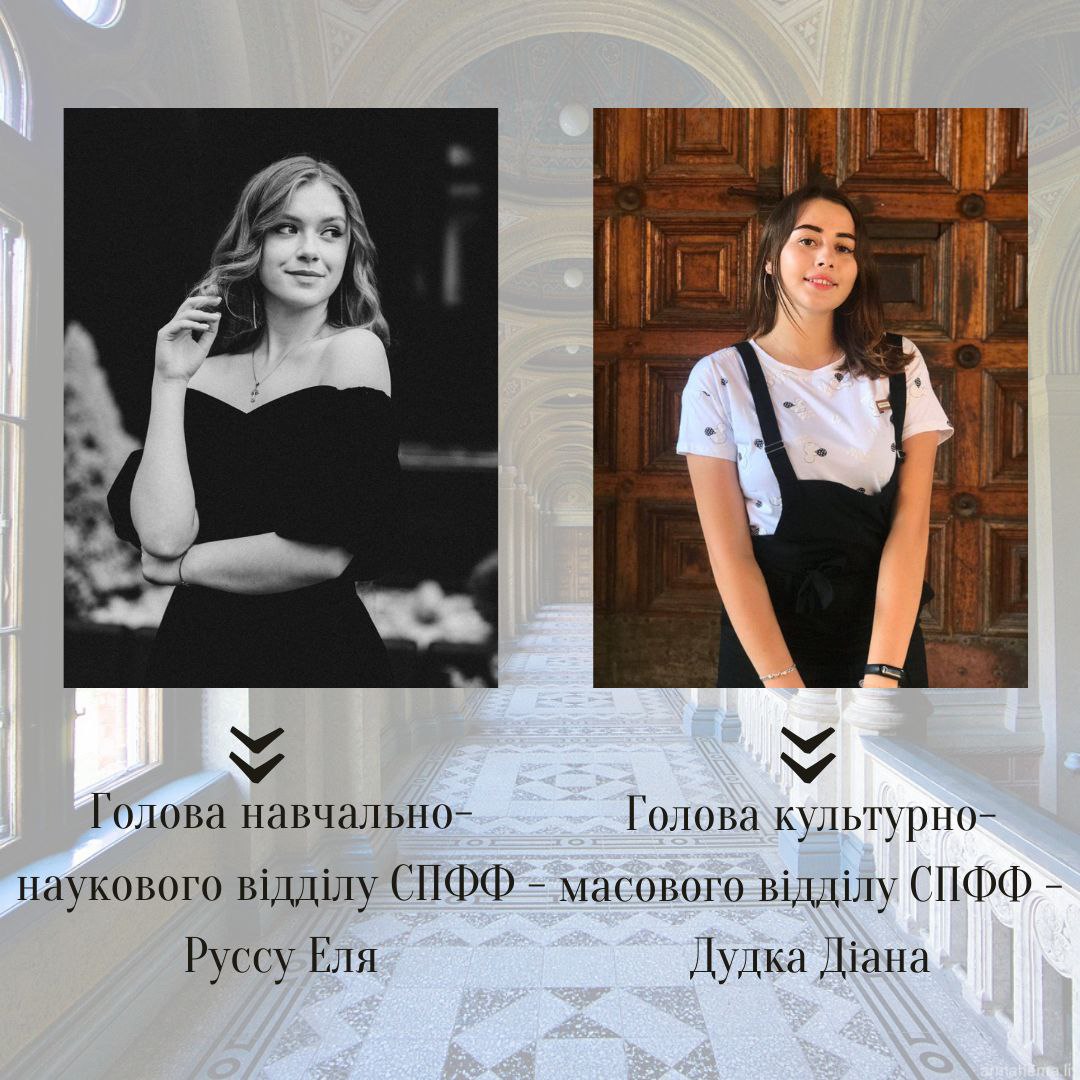 Голова навчально-
наукового відділу СПФФ -
Руссу Еля
Голова культурно-
масового відділу СПФФ -
Дудка Діана